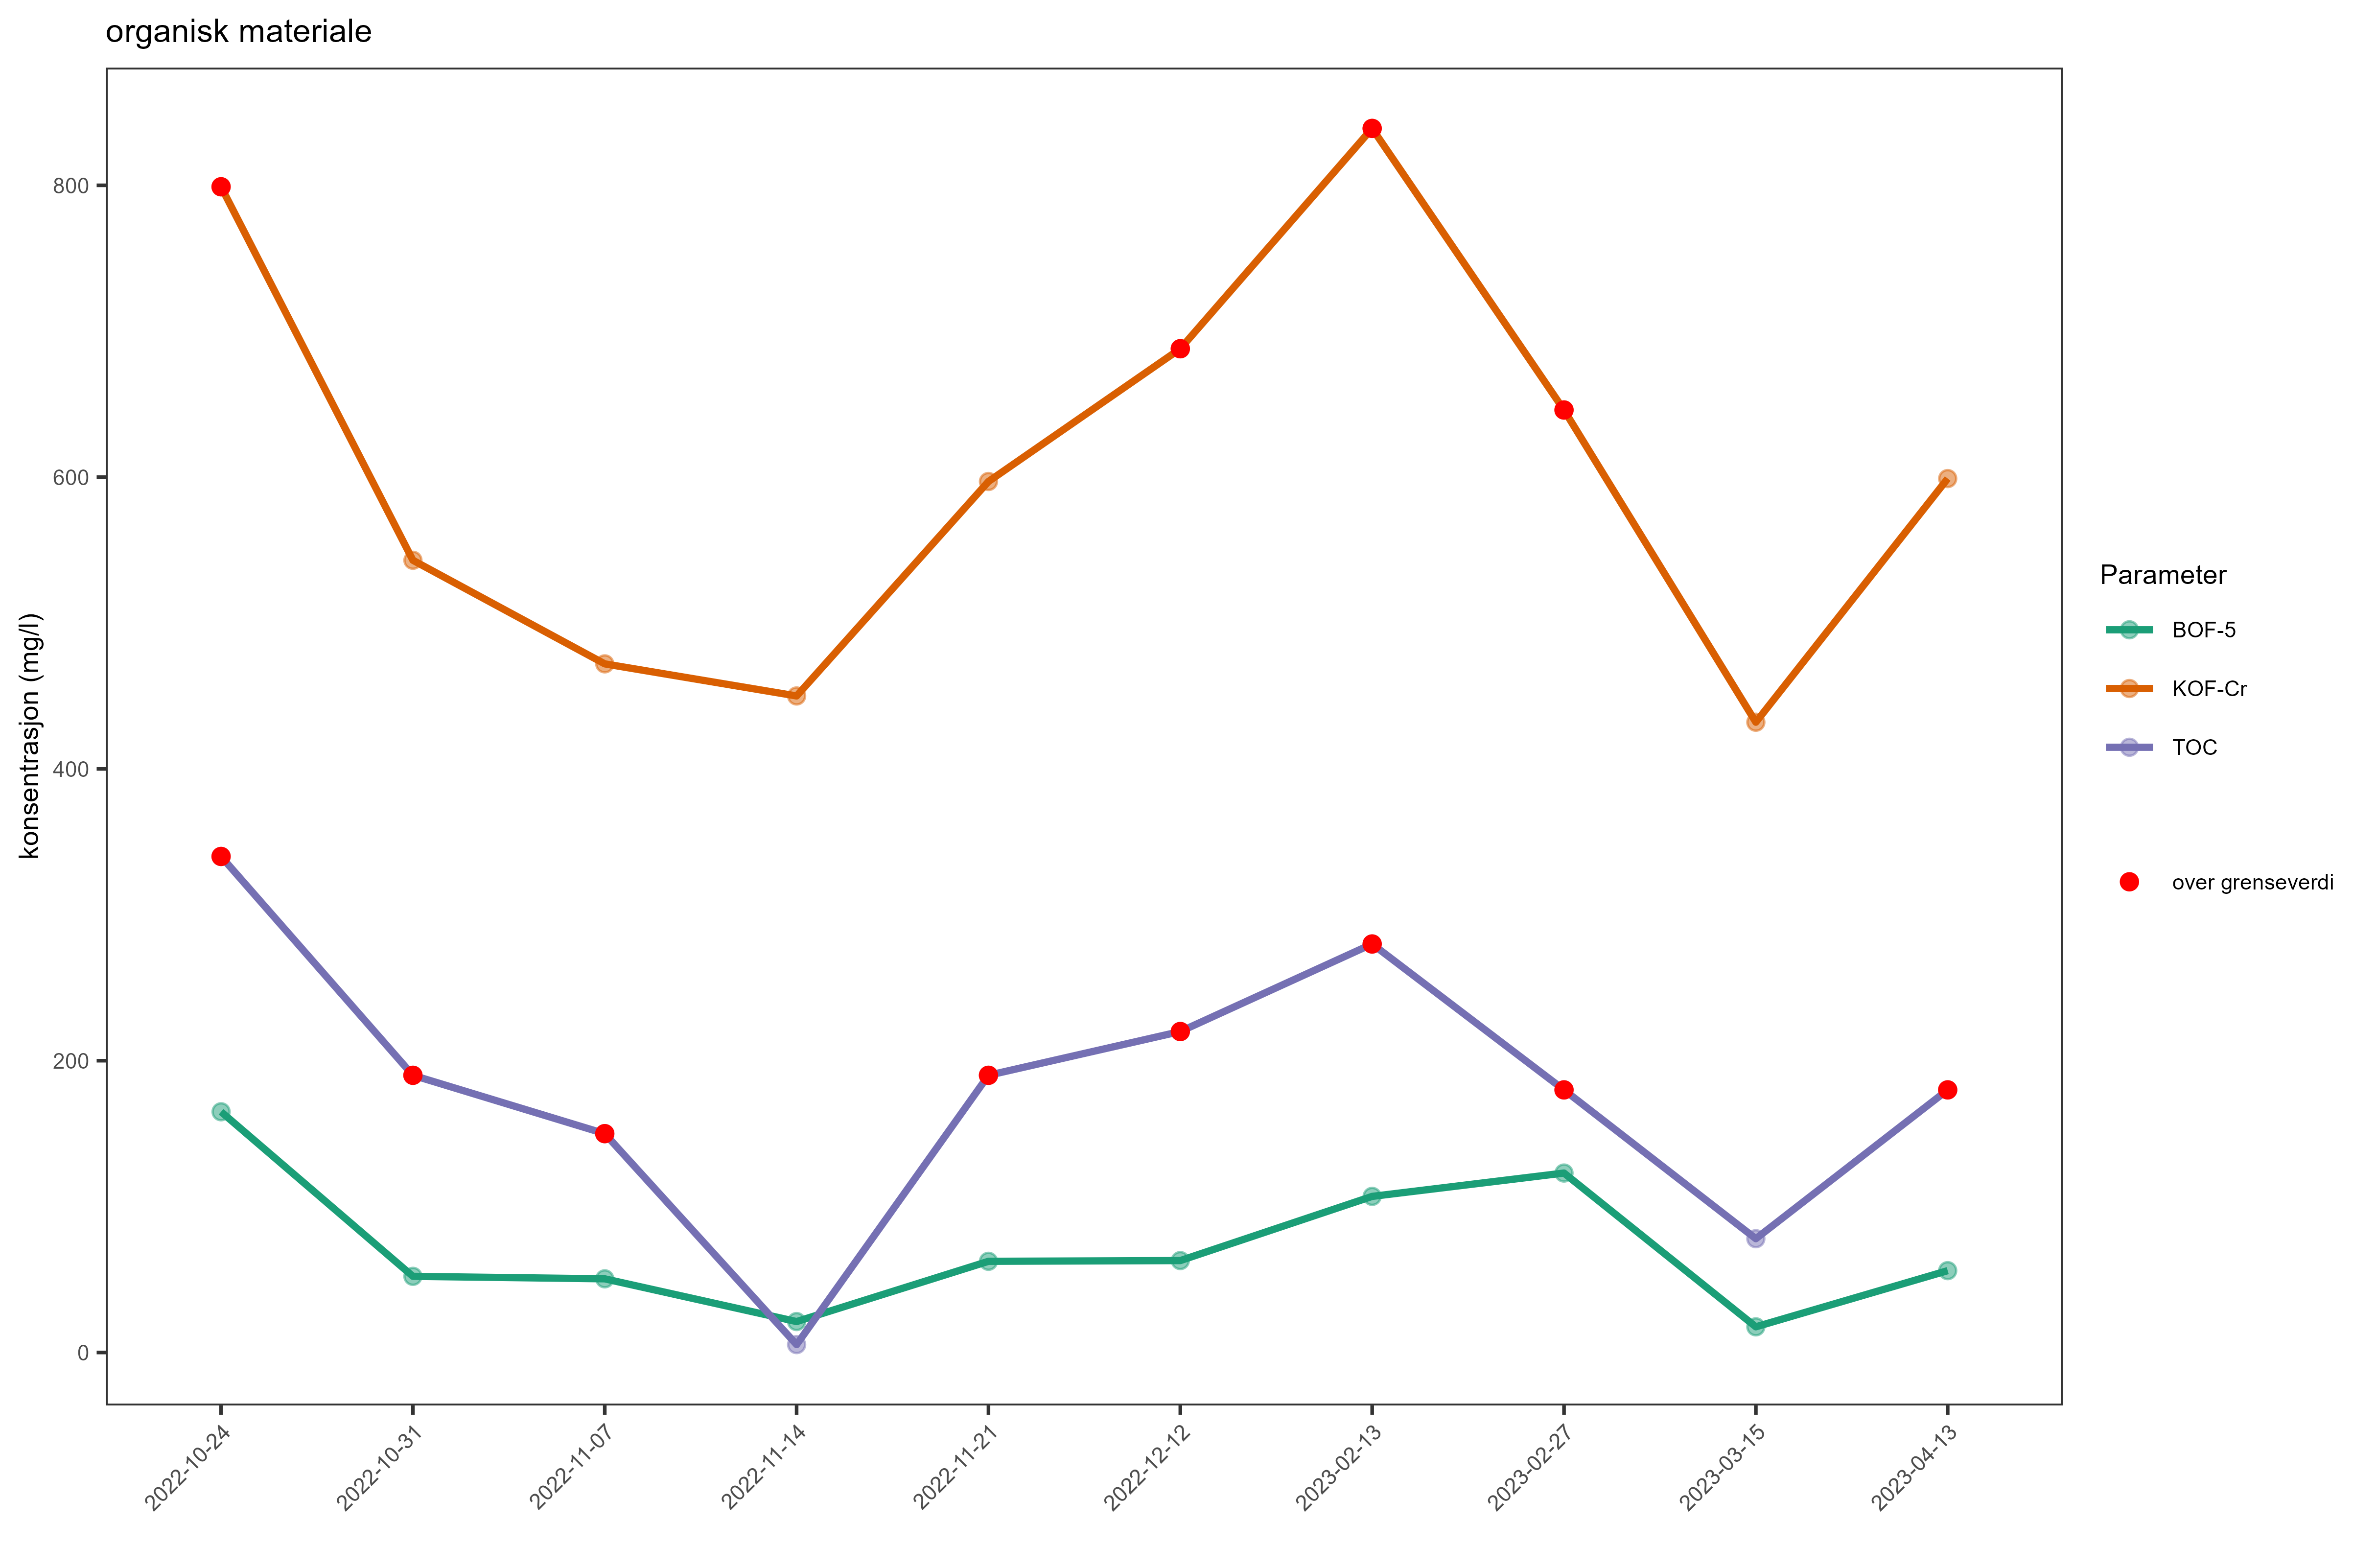 organisk materiale
konsentrasjon (mg/l)
800
600
400
200
0
2022-10-24
2022-10-31
2022-11-07
2022-11-14
2022-11-21
2022-12-12
2023-02-13
2023-02-27
2023-03-15
2023-04-13
Parameter
BOF-5
KOF-Cr
TOC
over grenseverdi